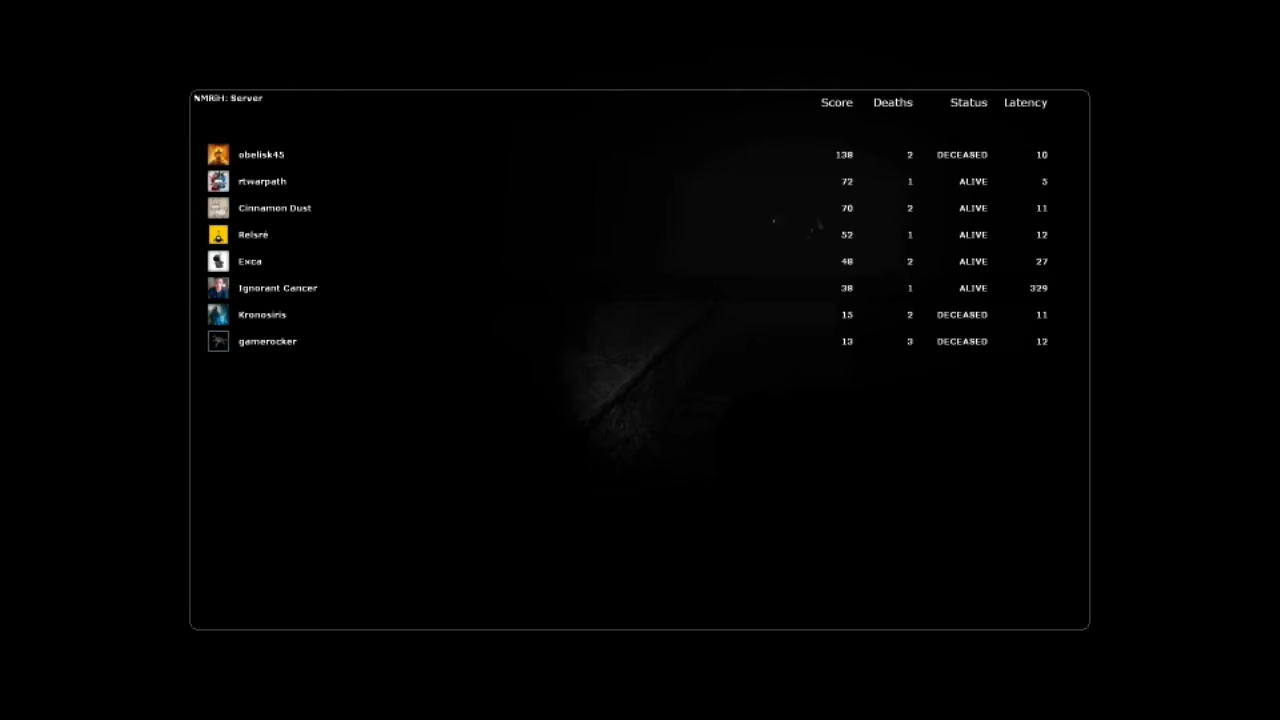 NMRiH: Server Score Deaths Status Latency
obelisk45 138 2 DECEASED 10
rtwarpath 72 1 ALIVE 5
Cinnamon Dust 70 2 ALIVE 11
Relsré 52 1 ALIVE 12
Exca 48 2 ALIVE 27
Ignorant Cancer 38 1 ALIVE 329
Kronosiris 15 2 DECEASED 11
gamerocker 13 3 DECEASED 12